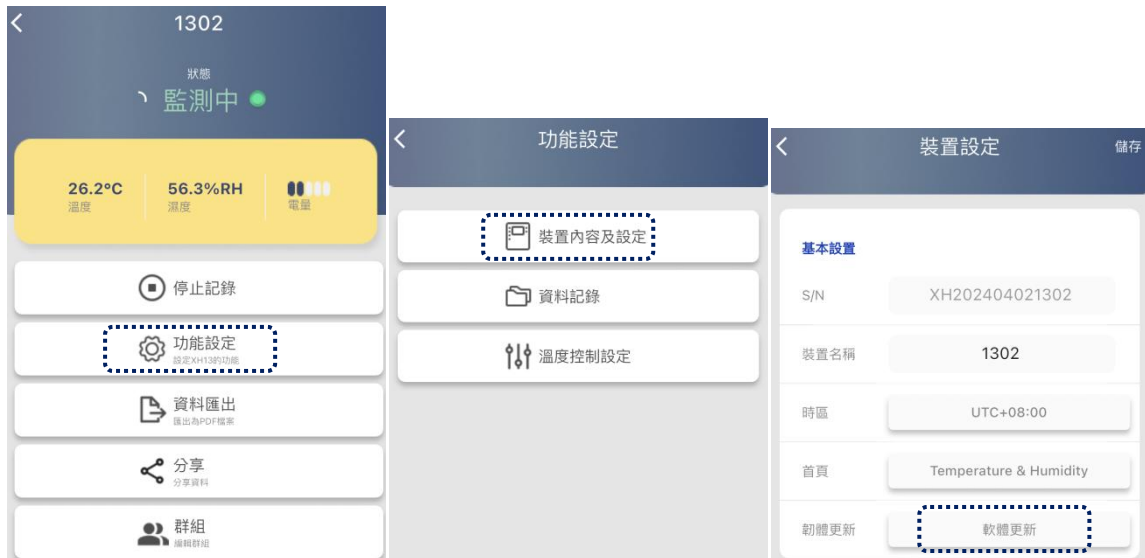 1302
狀態
監測中
26.2°C
溫度
56.3%RH
濕度
電量
停止記錄
功能設定
設定XH13的功能
資料匯出
匯出為PDF檔案
分享
分享資料
群組
編輯群組
功能設定
裝置內容及設定
資料記錄
溫度控制設定
裝置設定
儲存
基本設置
S/N
XH202404021302
裝置名稱
1302
時區
UTC+08:00
首頁
Temperature & Humidity
韌體更新
軟體更新